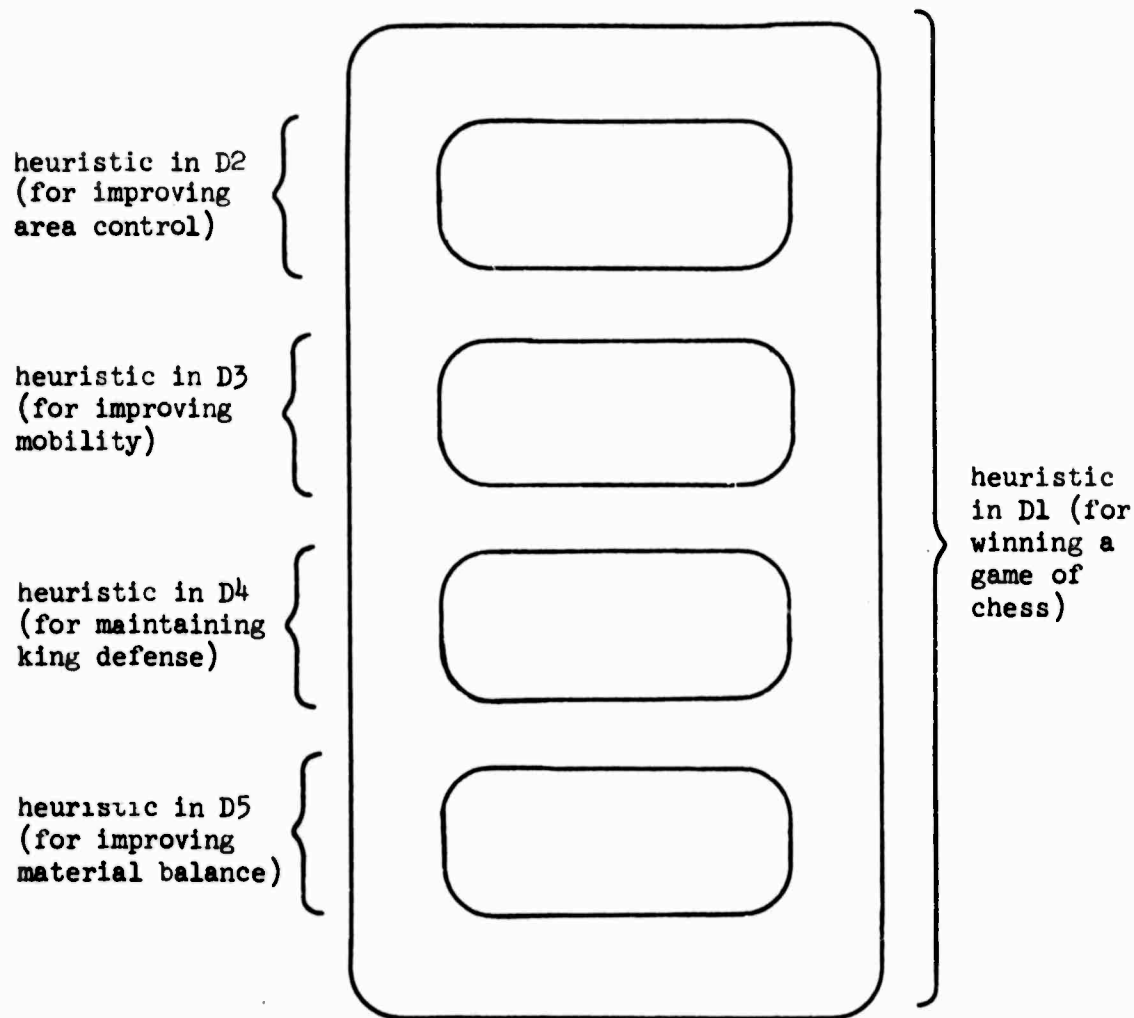 heuristic in D2
(for improving
area control)
heuristic in D3
(for improving
mobility)
heuristic in D4
(for maintaining
king defense)
heuristic in D5
(for improving
material balance)
heuristic
in D1 (for
winning a
game of
chess)